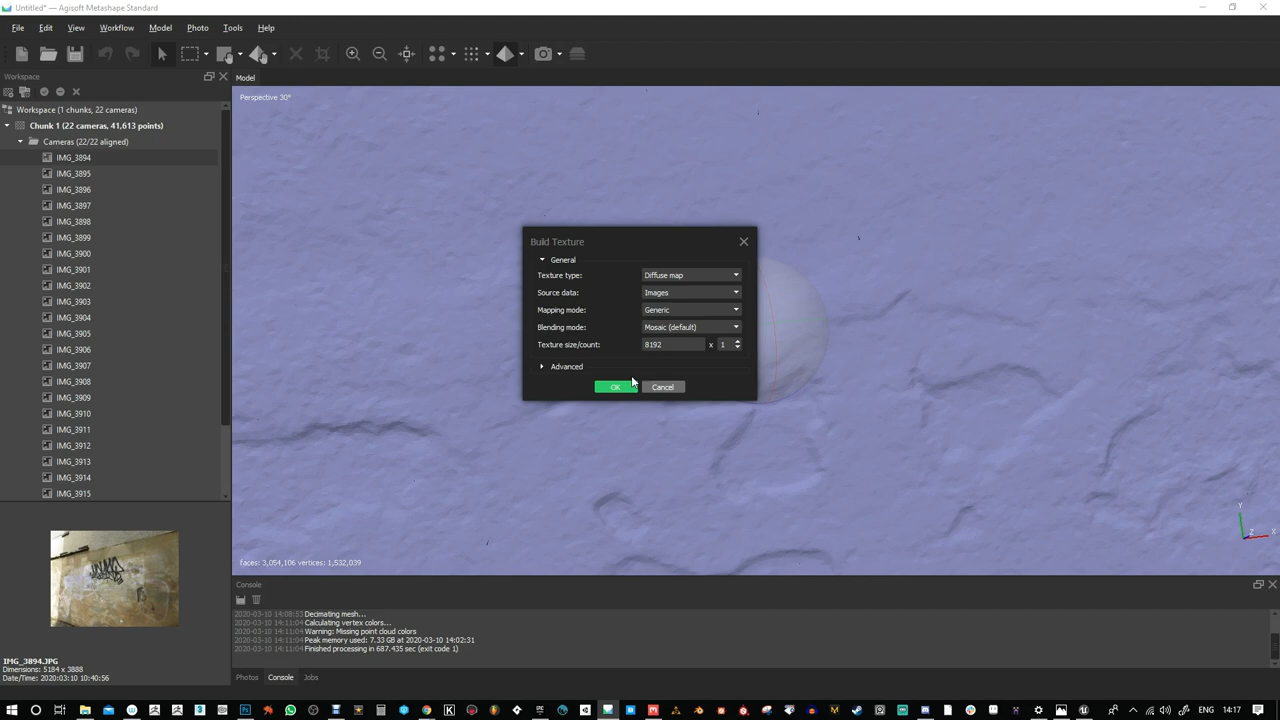 Untitled* — Agisoft Metashape Standard
File Edit View Workflow Model Photo Tools Help
Workspace
Model
Workspace (1 chunks, 22 cameras)
Chunk 1 (22 cameras, 41,613 points)
Cameras (22/22 aligned)
IMG_3894
IMG_3895
IMG_3896
IMG_3897
IMG_3898
IMG_3899
IMG_3900
IMG_3901
IMG_3902
IMG_3903
IMG_3904
IMG_3905
IMG_3906
IMG_3907
IMG_3908
IMG_3909
IMG_3910
IMG_3911
IMG_3912
IMG_3913
IMG_3914
IMG_3915
IMG_3894.JPG
Dimensions: 5184 x 3888
Date/Time: 2020:03:10 10:40:56
Perspective 30°
Build Texture
General
Texture type: Diffuse map
Source data: Images
Mapping mode: Generic
Blending mode: Mosaic (default)
Texture size/count: 8192 x 1
Advanced
OK Cancel
Y
Z X
faces: 3,054,106 vertices: 1,532,039
Console
2020-03-10 14:08:53 Decimating mesh...
2020-03-10 14:11:04 Calculating vertex colors...
2020-03-10 14:11:04 Warning: Missing point cloud colors
2020-03-10 14:11:04 Peak memory used: 7.33 GB at 2020-03-10 14:02:31
2020-03-10 14:11:04 Finished processing in 687.435 sec (exit code 1)
Photos Console Jobs
ENG 14:17